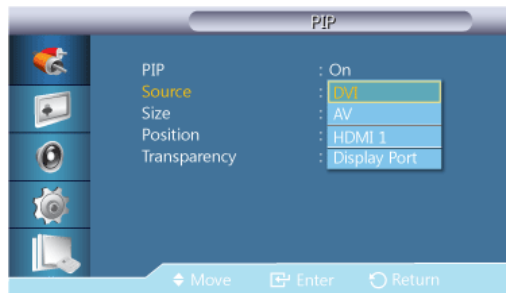 PIP
PIP : On
Source : DVI
Size : AV
Position : HDMI 1
Transparency : Display Port
Move Enter Return